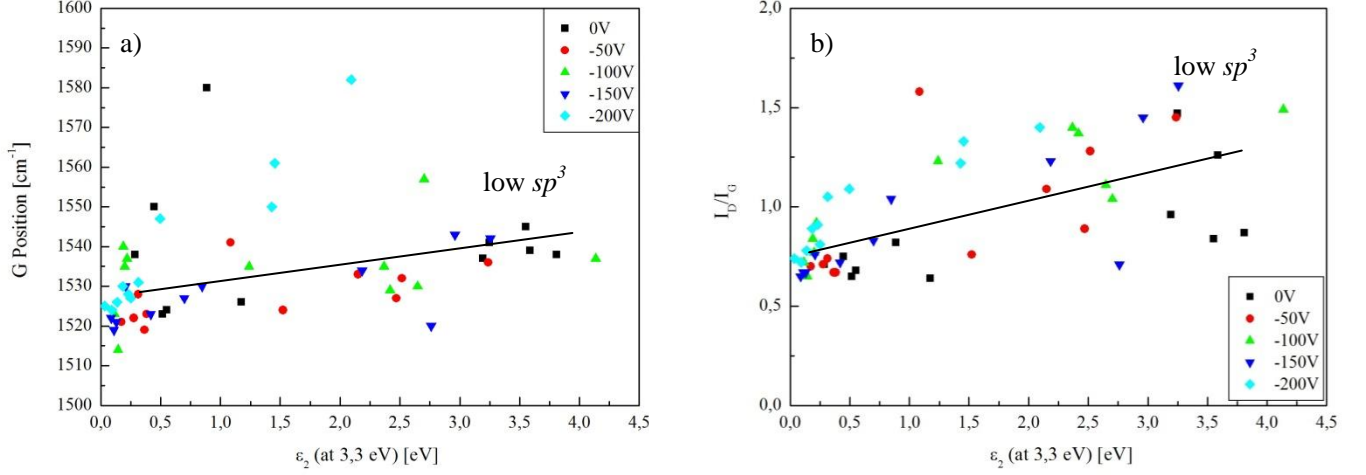 a)
0V
-50V
-100V
-150V
-200V
low sp³
G Position [cm⁻¹]
1600
1590
1580
1570
1560
1550
1540
1530
1520
1510
1500
0,0 0,5 1,0 1,5 2,0 2,5 3,0 3,5 4,0 4,5
ε₂ (at 3,3 eV) [eV]
b)
low sp³
I_D/I_G
2,0
1,5
1,0
0,5
0,0
0V
-50V
-100V
-150V
-200V
0,0 0,5 1,0 1,5 2,0 2,5 3,0 3,5 4,0 4,5
ε₂ (at 3,3 eV) [eV]